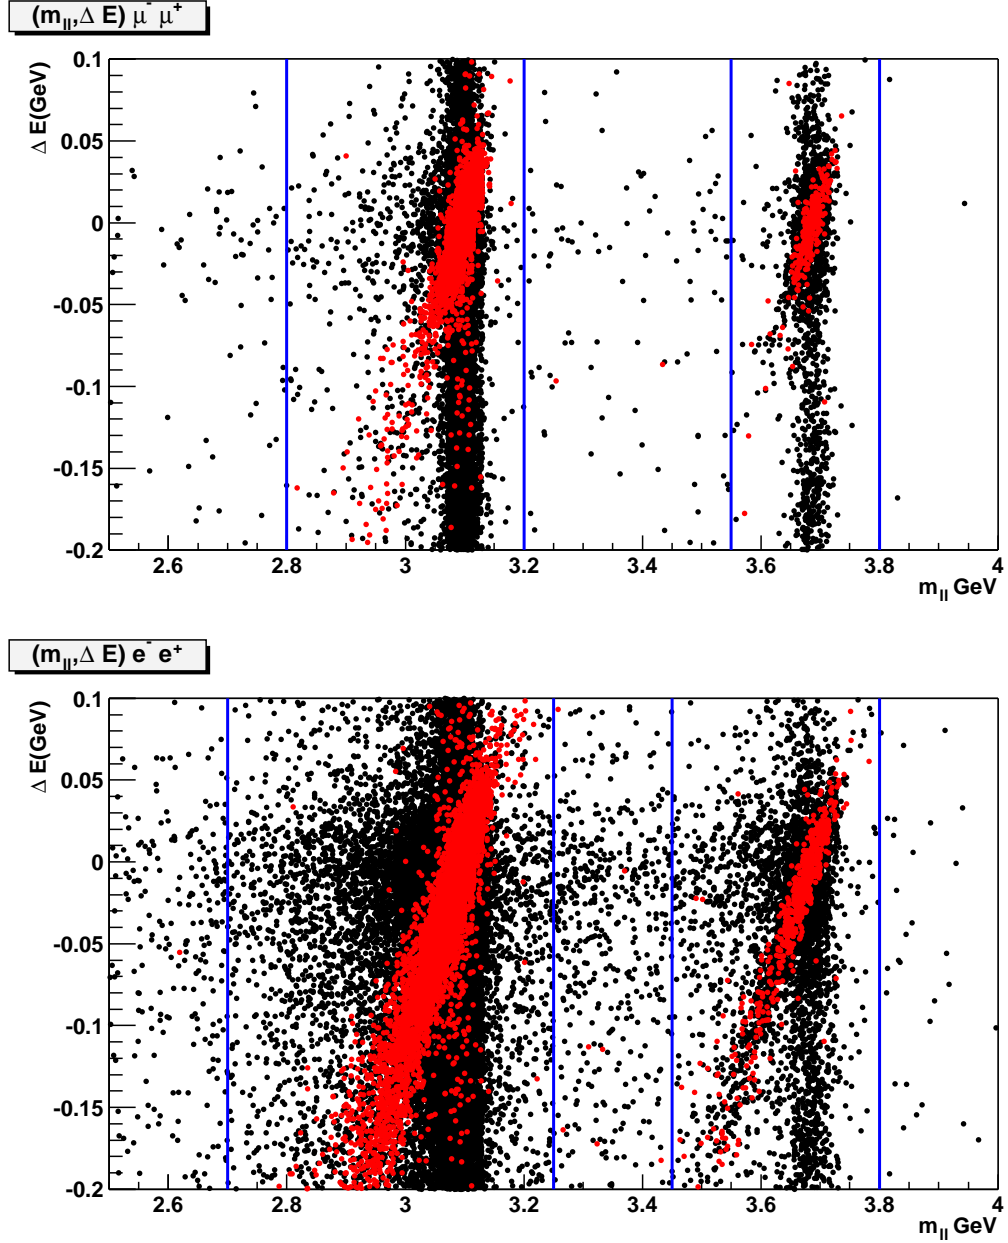 (m_ll,Δ E) μ⁻ μ⁺
Δ E(GeV)
0.1
0.05
0
-0.05
-0.1
-0.15
-0.2
2.6 2.8 3 3.2 3.4 3.6 3.8 4
m_ll GeV
(m_ll,Δ E) e⁻ e⁺
Δ E(GeV)
0.1
0.05
0
-0.05
-0.1
-0.15
-0.2
2.6 2.8 3 3.2 3.4 3.6 3.8 4
m_ll GeV